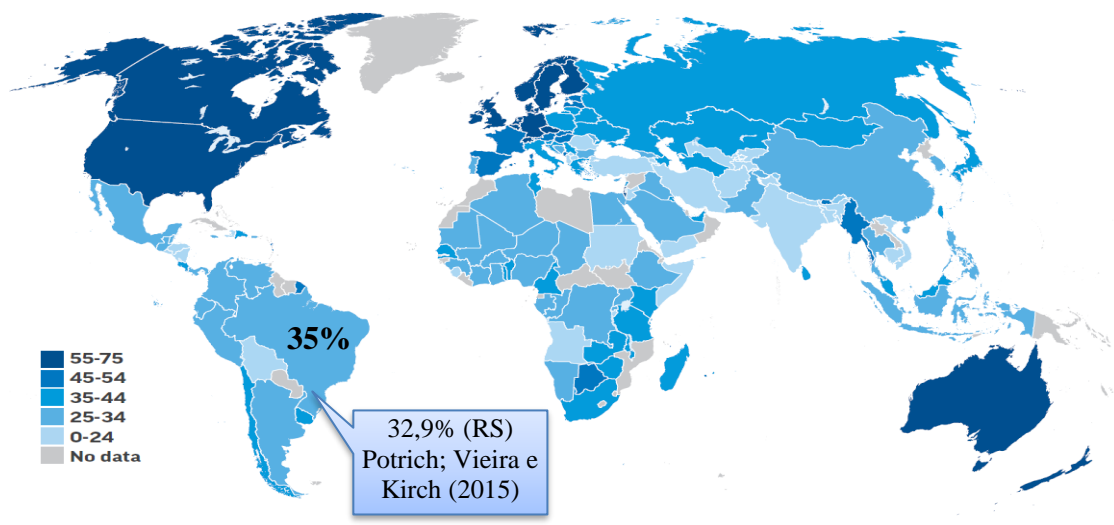 35%
55-75
45-54
35-44
25-34
0-24
No data
32,9% (RS)
Potrich; Vieira e
Kirch (2015)